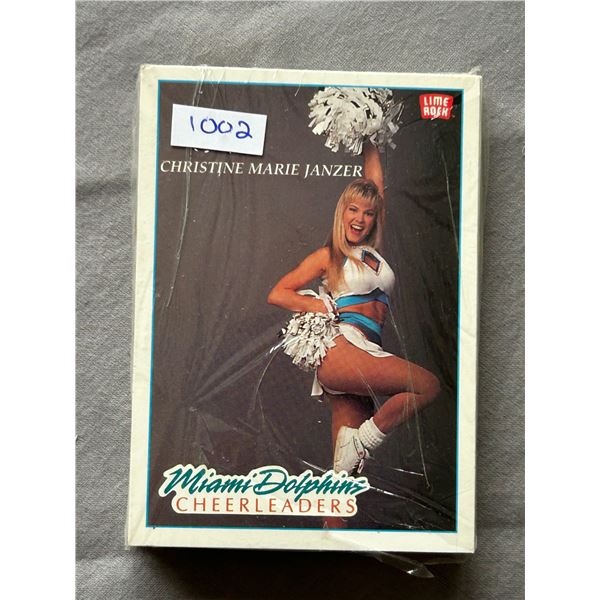 LIME
ROCK
1002
CHRISTINE MARIE JANZER
Miami Dolphins
CHEERLEADERS